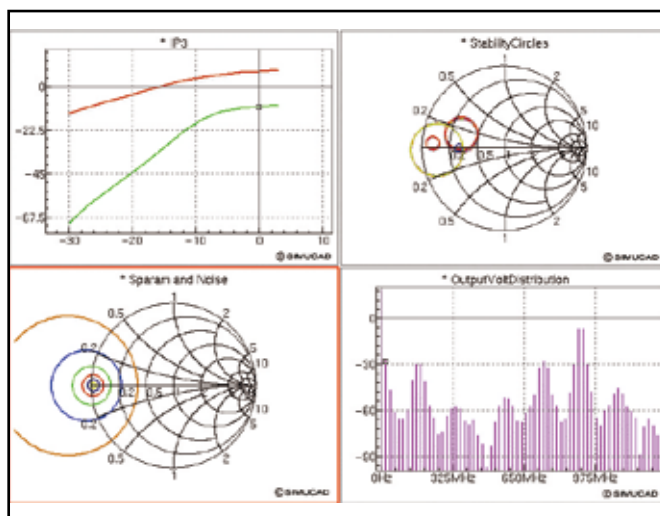 * IP3
0
-22.5
-45
-67.5
-30 -20 -10 0 10
© SIMUCAD
* StabilityCircles
1
0.5 2
0.2 5
10
0.2 0.5
10
0.2 5
0.5 2
1
© SIMUCAD
* Sparam and Noise
1
0.5 2
0.2 5
10
0.2 0.5
10
0.2 5
0.5 2
1
© SIMUCAD
* OutputVoltDistribution
0
-30
-60
-90
0MHz 325MHz 650MHz 975MHz
© SIMUCAD